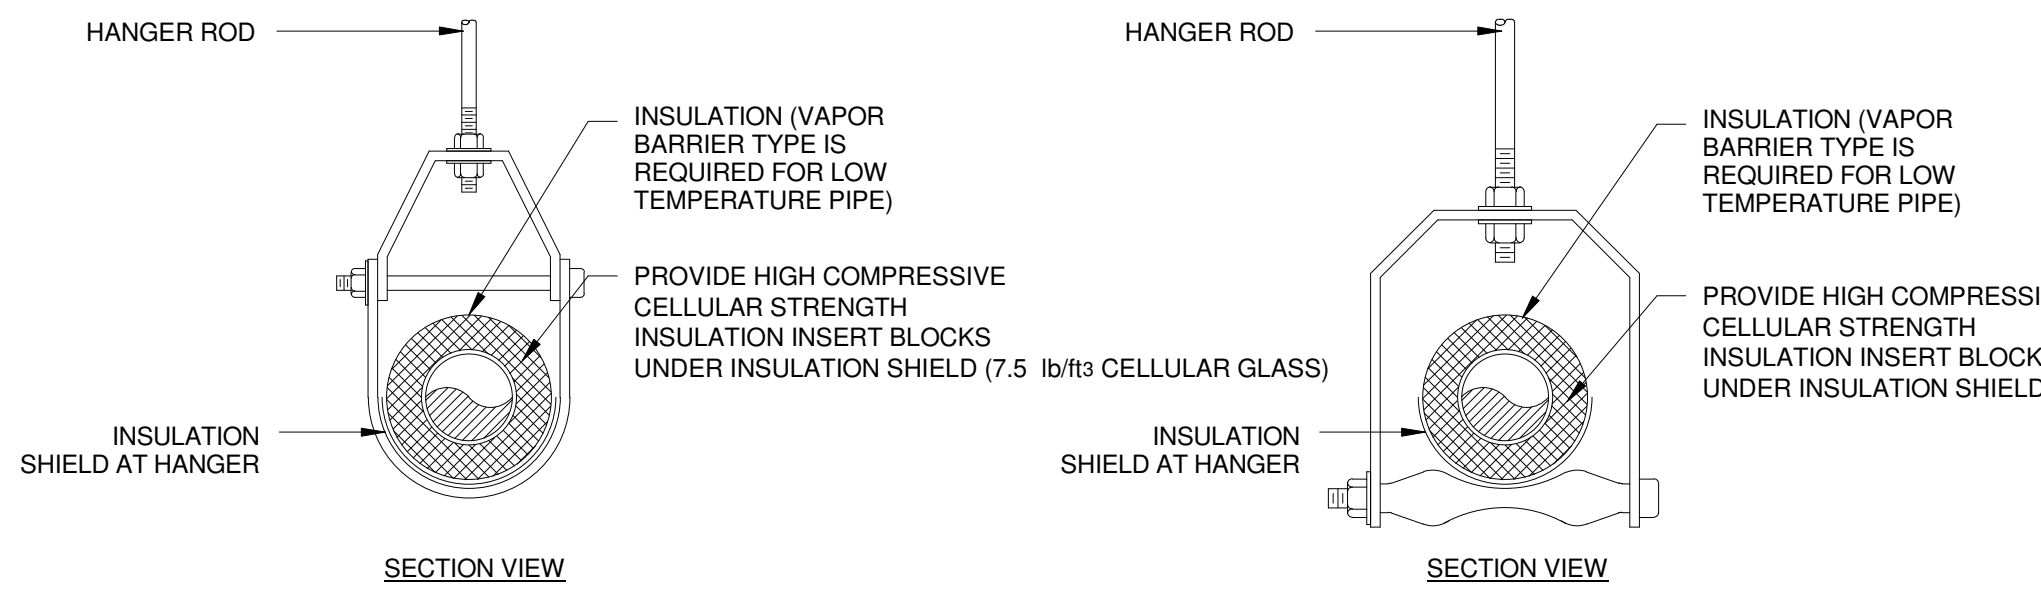 HANGER ROD
INSULATION (VAPOR
BARRIER TYPE IS
REQUIRED FOR LOW
TEMPERATURE PIPE)
PROVIDE HIGH COMPRESSIVE
CELLULAR STRENGTH
INSULATION INSERT BLOCKS
UNDER INSULATION SHIELD (7.5 lb/ft3 CELLULAR GLASS)
INSULATION
SHIELD AT HANGER
SECTION VIEW
HANGER ROD
INSULATION (VAPOR
BARRIER TYPE IS
REQUIRED FOR LOW
TEMPERATURE PIPE)
PROVIDE HIGH COMPRESSI
CELLULAR STRENGTH
INSULATION INSERT BLOCK
UNDER INSULATION SHIELD
INSULATION
SHIELD AT HANGER
SECTION VIEW